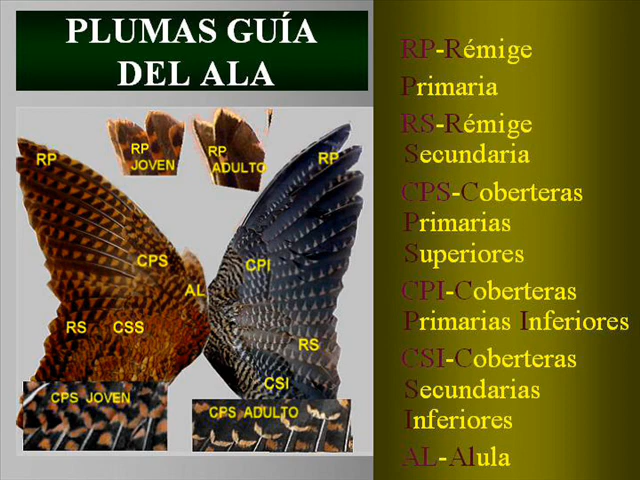 PLUMAS GUÍA
DEL ALA
RP
RP
JOVEN
RP
ADULTO
RP
CPS
CPI
AL
RS
CSS
RS
CSI
CPS JOVEN
CPS ADULTO
RP-Rémige
Primaria
RS-Rémige
Secundaria
CPS-Coberteras
Primarias
Superiores
CPI-Coberteras
Primarias Inferiores
CSI-Coberteras
Secundarias
Inferiores
AL-Alula